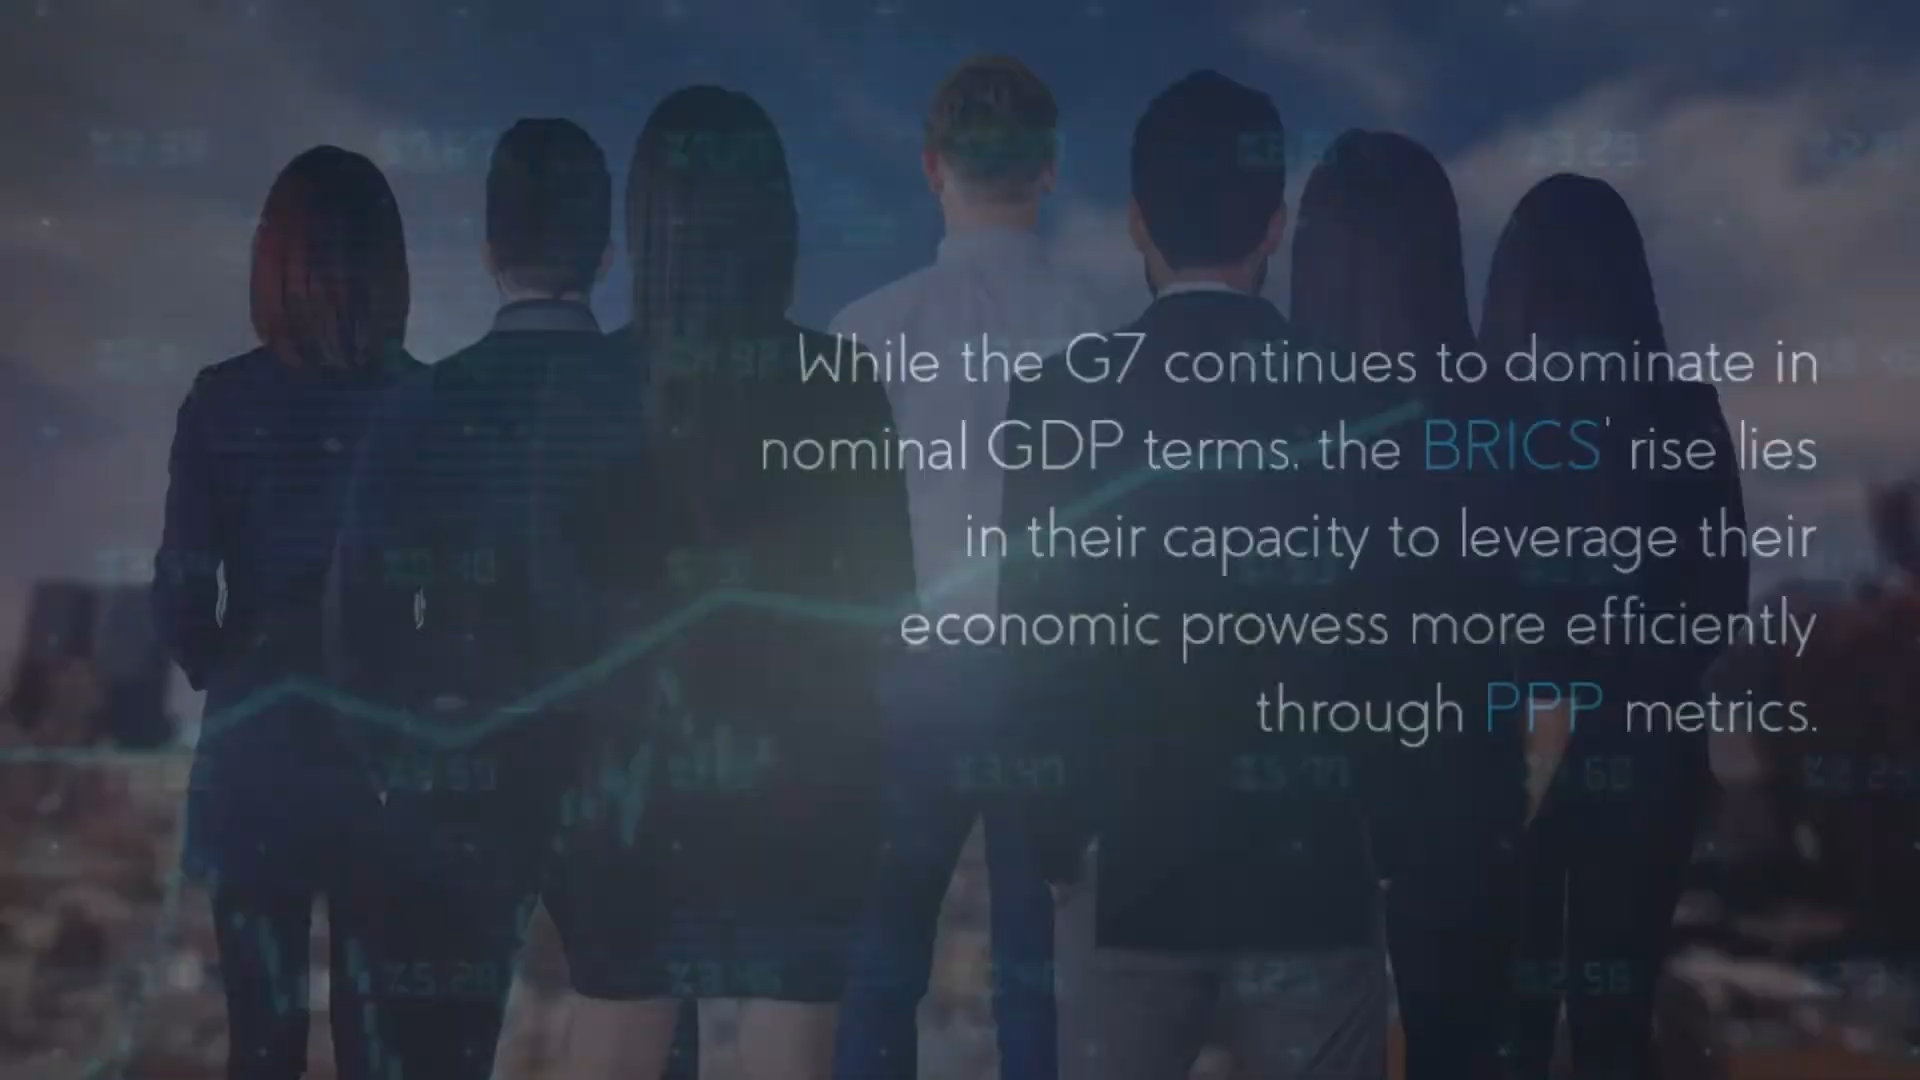 While the G7 continues to dominate in
nominal GDP terms, the BRICS' rise lies
in their capacity to leverage their
economic prowess more efficiently
through PPP metrics.